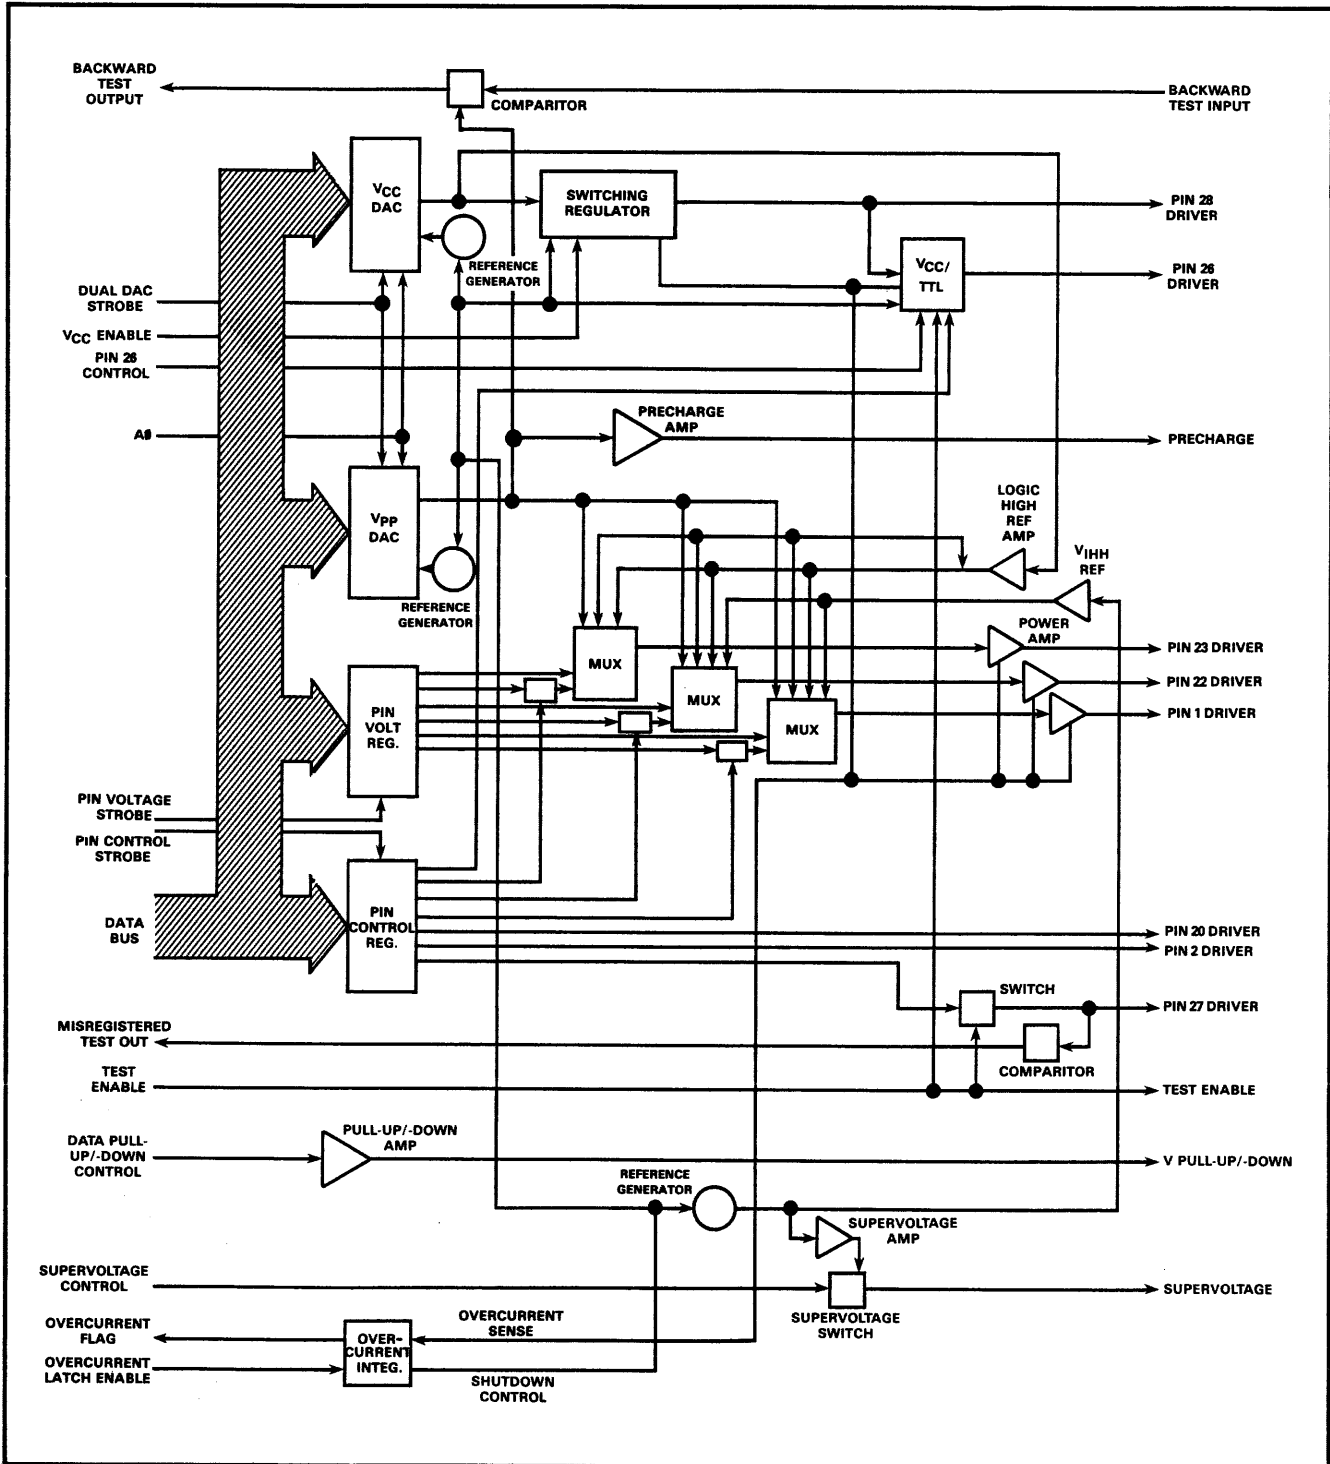 BACKWARD
TEST
OUTPUT
COMPARITOR
BACKWARD
TEST INPUT
VCC
DAC
SWITCHING
REGULATOR
PIN 28
DRIVER
REFERENCE
GENERATOR
VCC/
TTL
PIN 26
DRIVER
DUAL DAC
STROBE
VCC ENABLE
PIN 26
CONTROL
A9
PRECHARGE
AMP
PRECHARGE
VPP
DAC
LOGIC
HIGH
REF
AMP
VIHH
REF
REFERENCE
GENERATOR
POWER
AMP
MUX
MUX
MUX
PIN 23 DRIVER
PIN 22 DRIVER
PIN 1 DRIVER
PIN
VOLT
REG.
PIN VOLTAGE
STROBE
PIN CONTROL
STROBE
DATA
BUS
PIN
CONTROL
REG.
PIN 20 DRIVER
PIN 2 DRIVER
SWITCH
PIN 27 DRIVER
MISREGISTERED
TEST OUT
COMPARITOR
TEST
ENABLE
TEST ENABLE
DATA PULL-
UP/-DOWN
CONTROL
PULL-UP/-DOWN
AMP
V PULL-UP/-DOWN
REFERENCE
GENERATOR
SUPERVOLTAGE
AMP
SUPERVOLTAGE
CONTROL
SUPERVOLTAGE
SUPERVOLTAGE
SWITCH
OVERCURRENT
FLAG
OVERCURRENT
SENSE
OVER-
CURRENT
INTEG.
OVERCURRENT
LATCH ENABLE
SHUTDOWN
CONTROL